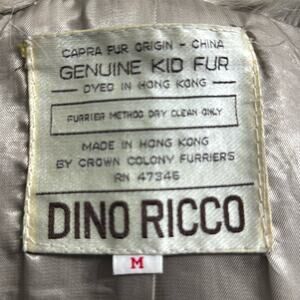 CAPRA FUR ORIGIN - CHINA
GENUINE KID FUR
DYED IN HONG KONG
FURRIER METHOD DRY CLEAN ONLY
MADE IN HONG KONG
BY CROWN COLONY FURRIERS
RN 47346
DINO RICCO
M